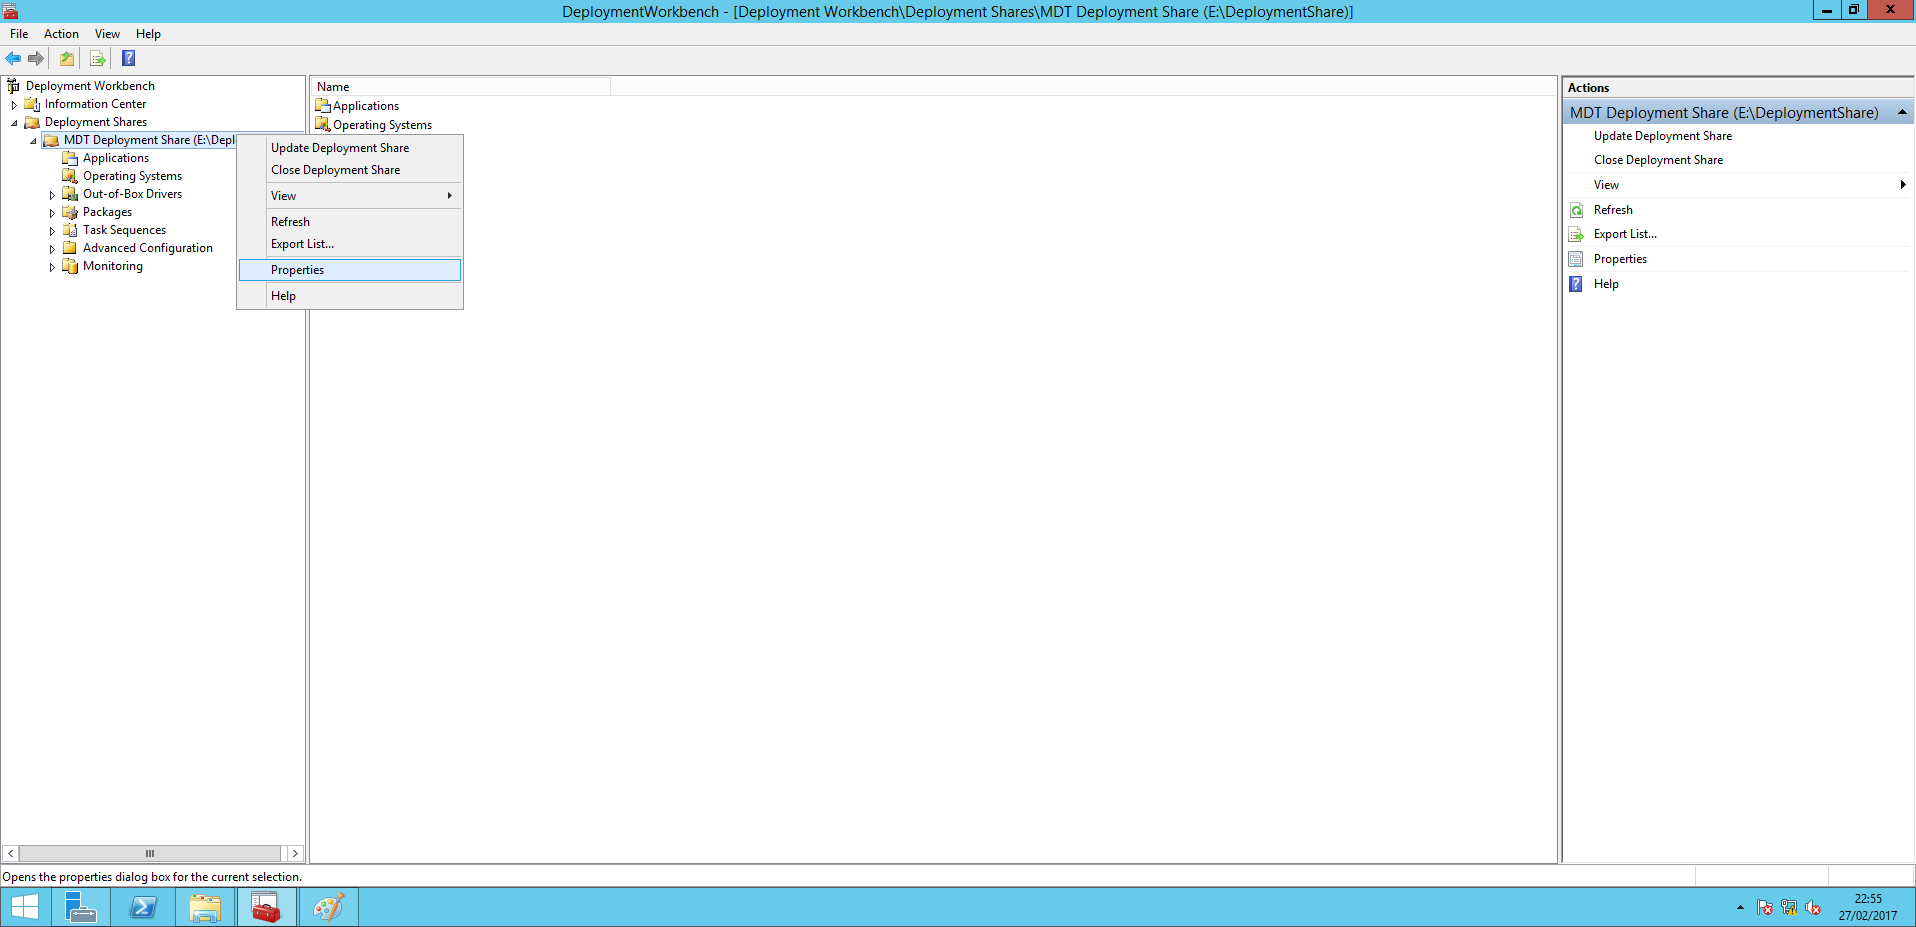 DeploymentWorkbench - [Deployment Workbench\Deployment Shares\MDT Deployment Share (E:\DeploymentShare)]
File Action View Help
Deployment Workbench
Information Center
Deployment Shares
MDT Deployment Share (E:\Depl
Applications
Operating Systems
Out-of-Box Drivers
Packages
Task Sequences
Advanced Configuration
Monitoring
Update Deployment Share
Close Deployment Share
View
Refresh
Export List...
Properties
Help
Name
Applications
Operating Systems
Actions
MDT Deployment Share (E:\DeploymentShare)
Update Deployment Share
Close Deployment Share
View
Refresh
Export List...
Properties
Help
Opens the properties dialog box for the current selection.
22:55
27/02/2017